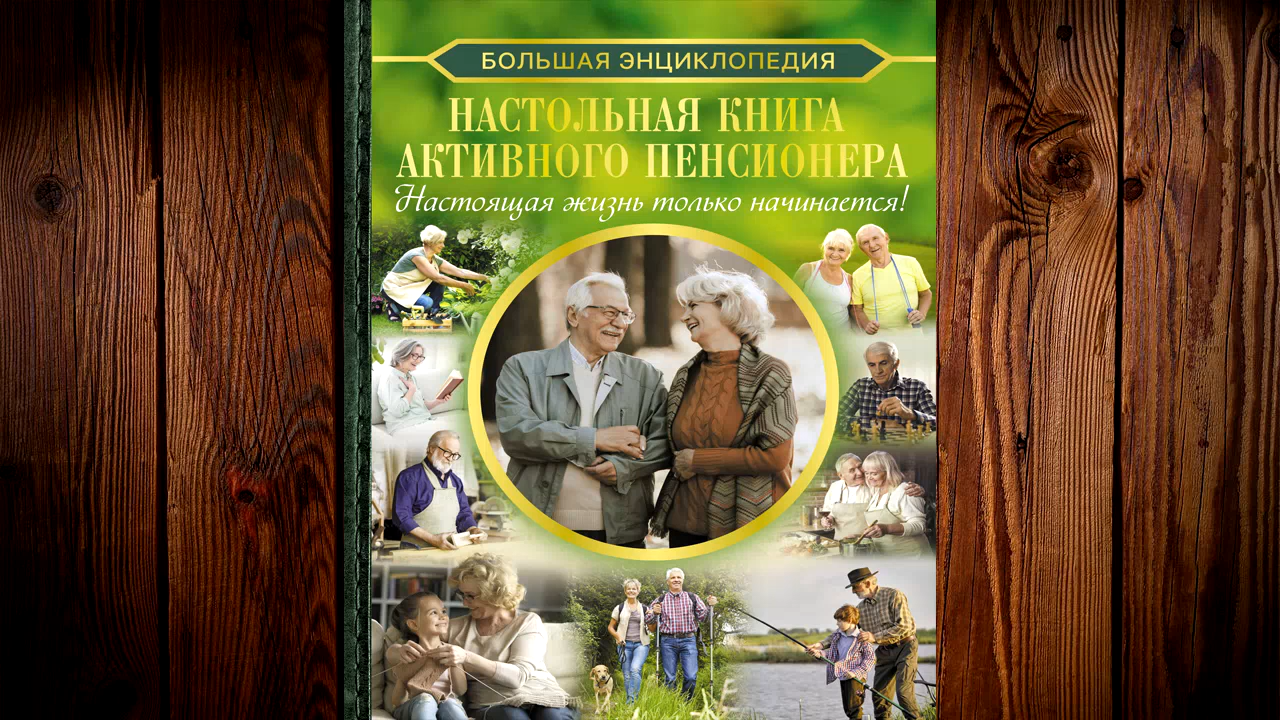 БОЛЬШАЯ ЭНЦИКЛОПЕДИЯ
НАСТОЛЬНАЯ КНИГА
АКТИВНОГО ПЕНСИОНЕРА
Настоящая жизнь только начинается!